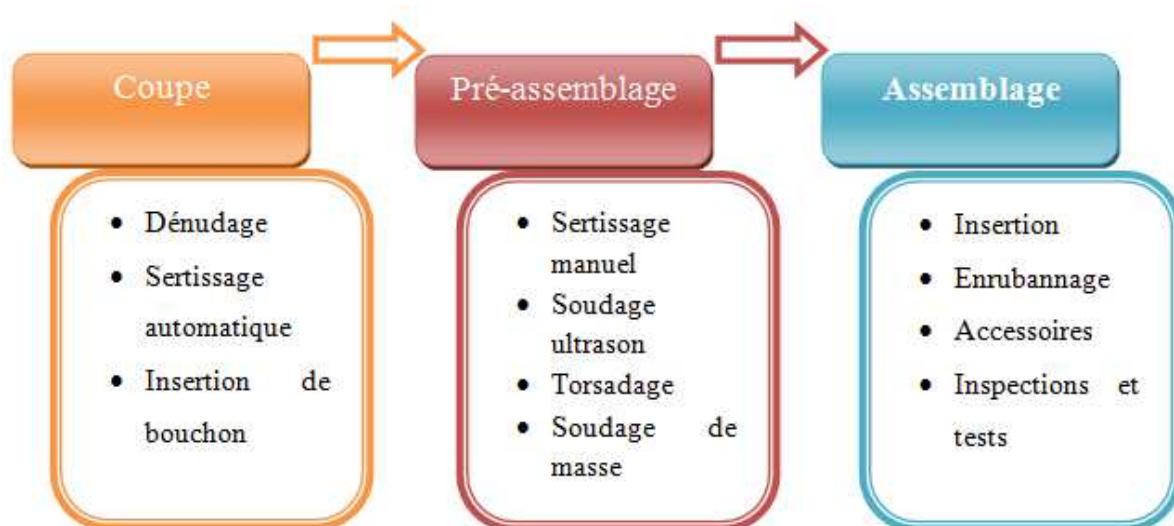 Coupe
Dénudage
Sertissage
automatique
Insertion de
bouchon
Pré-assemblage
Sertissage
manuel
Soudage
ultrason
Torsadage
Soudage de
masse
Assemblage
Insertion
Enrubannage
Accessoires
Inspections et
tests